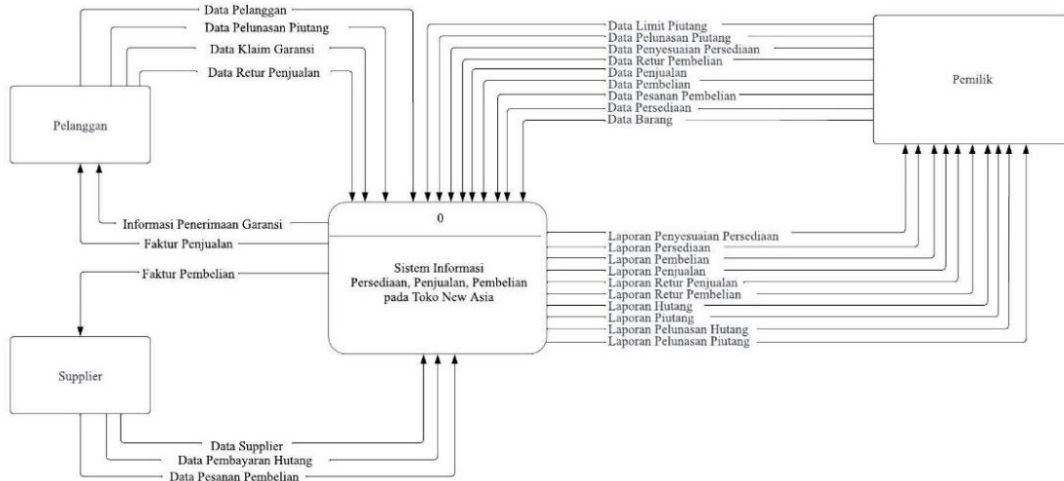 Data Pelanggan
Data Pelunasan Piutang
Data Klaim Garansi
Data Retur Penjualan
Pelanggan
Informasi Penerimaan Garansi
Faktur Penjualan
Faktur Pembelian
Supplier
Data Supplier
Data Pembayaran Hutang
Data Pesanan Pembelian
0
Sistem Informasi
Persediaan, Penjualan, Pembelian
pada Toko New Asia
Data Limit Piutang
Data Pelunasan Piutang
Data Penyesuaian Persediaan
Data Retur Pembelian
Data Penjualan
Data Pembelian
Data Pesanan Pembelian
Data Persediaan
Data Barang
Pemilik
Laporan Penyesuaian Persediaan
Laporan Persediaan
Laporan Pembelian
Laporan Penjualan
Laporan Retur Penjualan
Laporan Retur Pembelian
Laporan Hutang
Laporan Piutang
Laporan Pelunasan Hutang
Laporan Pelunasan Piutang